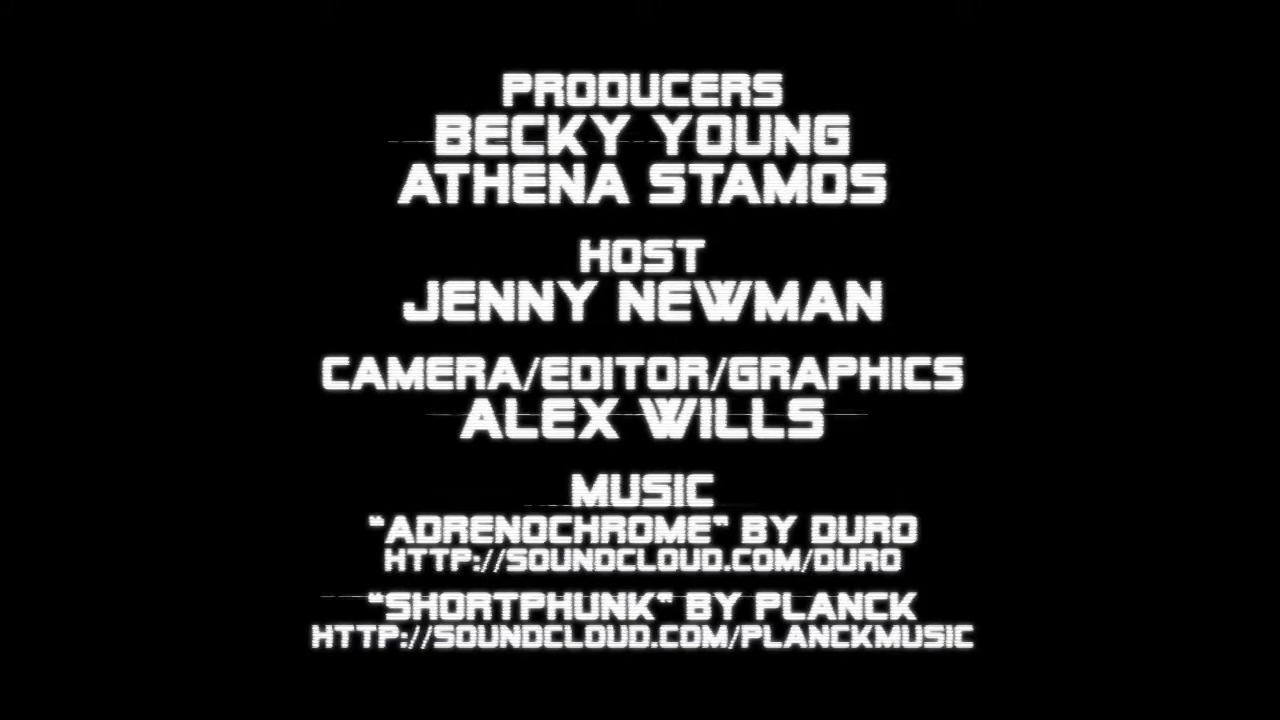 PRODUCERS
BECKY YOUNG
ATHENA STAMOS
HOST
JENNY NEWMAN
CAMERA/EDITOR/GRAPHICS
ALEX WILLS
MUSIC
"ADRENOCHROME" BY DURO
HTTP://SOUNDCLOUD.COM/DURO
"SHORTPHUNK" BY PLANCK
HTTP://SOUNDCLOUD.COM/PLANCKMUSIC